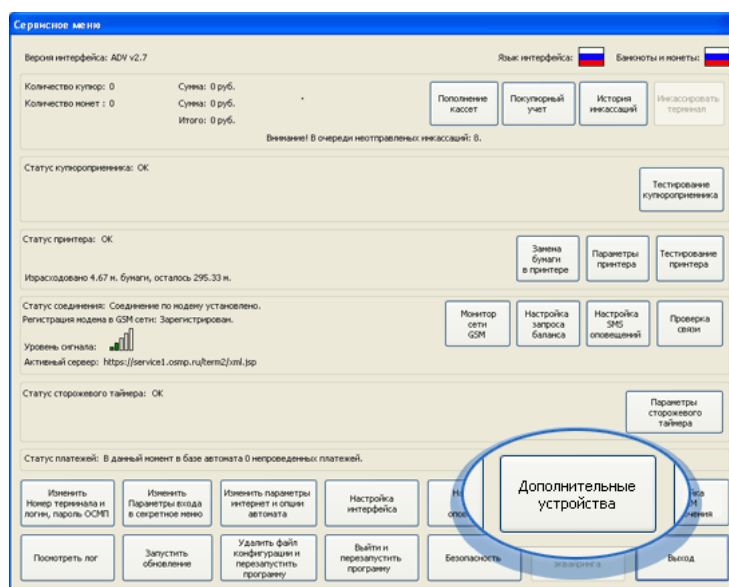 Сервисное меню
Версия интерфейса: ADV v2.7
Язык интерфейса:
Банкноты и монеты:
Количество купюр: 0
Сумма: 0 руб.
Количество монет : 0
Сумма: 0 руб.
Итого: 0 руб.
Пополнение
кассет
Покупюрный
учет
История
инкассаций
Инкассировать
терминал
Внимание! В очереди неотправленых инкассаций: 8.
Статус купюроприемника: ОК
Тестирование
купюроприемника
Статус принтера: ОК
Замена
бумаги
в принтере
Параметры
принтера
Тестирование
принтера
Израсходовано 4.67 м. бумаги, осталось 295.33 м.
Статус соединения: Соединение по модему установлено.
Регистрация модема в GSM сети: Зарегистрирован.
Уровень сигнала:
Активный сервер: https://service1.osmp.ru/term2/xml.jsp
Монитор
сети
GSM
Настройка
запроса
баланса
Настройка
SMS
оповещений
Проверка
связи
Статус сторожевого таймера: ОК
Параметры
сторожевого
таймера
Статус платежей: В данный момент в базе автомата 0 непроведенных платежей.
Изменить
Номер терминала и
логин, пароль ОСМП
Изменить
Параметры входа
в секретное меню
Изменить параметры
интернет и опции
автомата
Настройка
интерфейса
Дополнительные
устройства
Посмотреть лог
Запустить
обновление
Удалить файл
конфигурации и
перезапустить
программу
Выйти и
перезапустить
программу
Безопасность
эквайринга
Выход